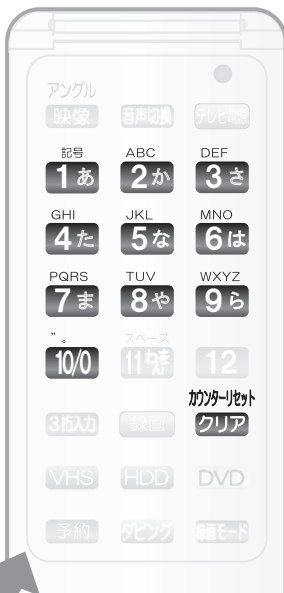 アングル
映像 音声切換 テレビ電源
記号 ABC DEF
1あ 2か 3さ
GHI JKL MNO
4た 5な 6は
PQRS TUV WXYZ
7ま 8や 9ら
゛。 スペース
10/0 11わをん 12
カウンターリセット
3桁入力 録画 クリア
VHS HDD DVD
予約 ダビング 録画モード